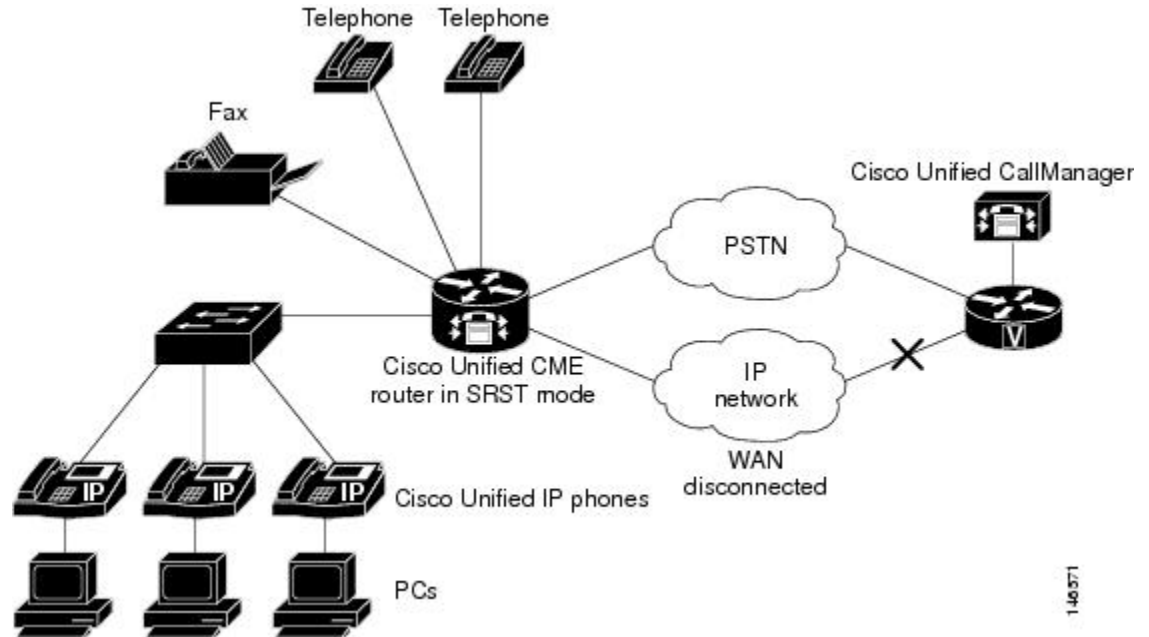 Telephone
Telephone
Fax
Cisco Unified CallManager
PSTN
V
Cisco Unified CME
router in SRST mode
IP
network
WAN
disconnected
IP
IP
IP
Cisco Unified IP phones
PCs
146571